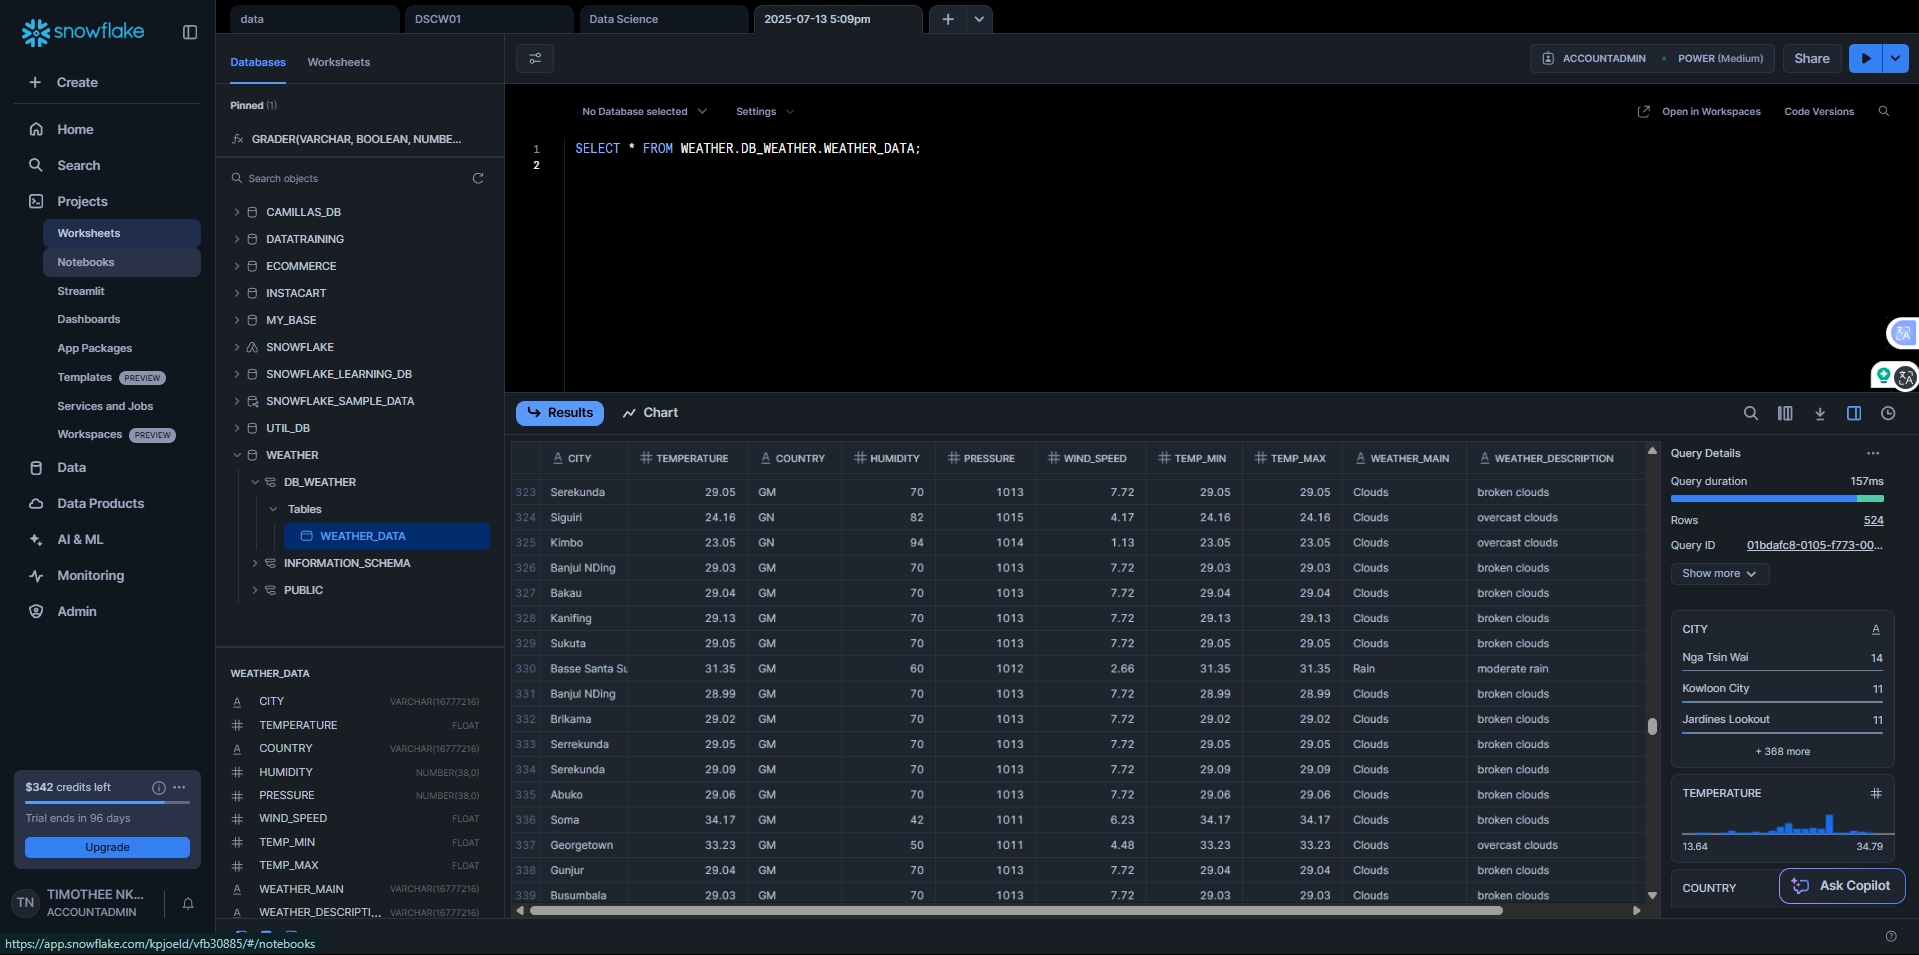 snowflake
Create
Home
Search
Projects
Worksheets
Notebooks
Streamlit
Dashboards
App Packages
Templates PREVIEW
Services and Jobs
Workspaces PREVIEW
Data
Data Products
AI & ML
Monitoring
Admin
$342 credits left
Trial ends in 96 days
Upgrade
TN
TIMOTHEE NK...
ACCOUNTADMIN
https://app.snowflake.com/kpjoeld/vfb30885/#/notebooks
data
DSCW01
Data Science
2025-07-13 5:09pm
Databases
Worksheets
Pinned (1)
fx GRADER(VARCHAR, BOOLEAN, NUMBE...
Search objects
CAMILLAS_DB
DATATRAINING
ECOMMERCE
INSTACART
MY_BASE
SNOWFLAKE
SNOWFLAKE_LEARNING_DB
SNOWFLAKE_SAMPLE_DATA
UTIL_DB
WEATHER
DB_WEATHER
Tables
WEATHER_DATA
INFORMATION_SCHEMA
PUBLIC
WEATHER_DATA
A CITY VARCHAR(16777216)
# TEMPERATURE FLOAT
A COUNTRY VARCHAR(16777216)
# HUMIDITY NUMBER(38,0)
# PRESSURE NUMBER(38,0)
# WIND_SPEED FLOAT
# TEMP_MIN FLOAT
# TEMP_MAX FLOAT
A WEATHER_MAIN VARCHAR(16777216)
A WEATHER_DESCRIPTI... VARCHAR(16777216)
ACCOUNTADMIN POWER (Medium)
Share
No Database selected
Settings
Open in Workspaces
Code Versions
1 SELECT * FROM WEATHER.DB_WEATHER.WEATHER_DATA;
2
Results
Chart
A CITY # TEMPERATURE A COUNTRY # HUMIDITY # PRESSURE # WIND_SPEED # TEMP_MIN # TEMP_MAX A WEATHER_MAIN A WEATHER_DESCRIPTION
323 Serekunda 29.05 GM 70 1013 7.72 29.05 29.05 Clouds broken clouds
324 Siguiri 24.16 GN 82 1015 4.17 24.16 24.16 Clouds overcast clouds
325 Kimbo 23.05 GN 94 1014 1.13 23.05 23.05 Clouds overcast clouds
326 Banjul NDing 29.03 GM 70 1013 7.72 29.03 29.03 Clouds broken clouds
327 Bakau 29.04 GM 70 1013 7.72 29.04 29.04 Clouds broken clouds
328 Kanifing 29.13 GM 70 1013 7.72 29.13 29.13 Clouds broken clouds
329 Sukuta 29.05 GM 70 1013 7.72 29.05 29.05 Clouds broken clouds
330 Basse Santa Su 31.35 GM 60 1012 2.66 31.35 31.35 Rain moderate rain
331 Banjul NDing 28.99 GM 70 1013 7.72 28.99 28.99 Clouds broken clouds
332 Brikama 29.02 GM 70 1013 7.72 29.02 29.02 Clouds broken clouds
333 Serrekunda 29.05 GM 70 1013 7.72 29.05 29.05 Clouds broken clouds
334 Serekunda 29.09 GM 70 1013 7.72 29.09 29.09 Clouds broken clouds
335 Abuko 29.06 GM 70 1013 7.72 29.06 29.06 Clouds broken clouds
336 Soma 34.17 GM 42 1011 6.23 34.17 34.17 Clouds broken clouds
337 Georgetown 33.23 GM 50 1011 4.48 33.23 33.23 Clouds overcast clouds
338 Gunjur 29.04 GM 70 1013 7.72 29.04 29.04 Clouds broken clouds
339 Busumbala 29.03 GM 70 1013 7.72 29.03 29.03 Clouds broken clouds
Query Details
Query duration 157ms
Rows 524
Query ID 01bdafc8-0105-f773-00...
Show more
CITY A
Nga Tsin Wai 14
Kowloon City 11
Jardines Lookout 11
+ 368 more
TEMPERATURE #
13.64 34.79
COUNTRY
Ask Copilot